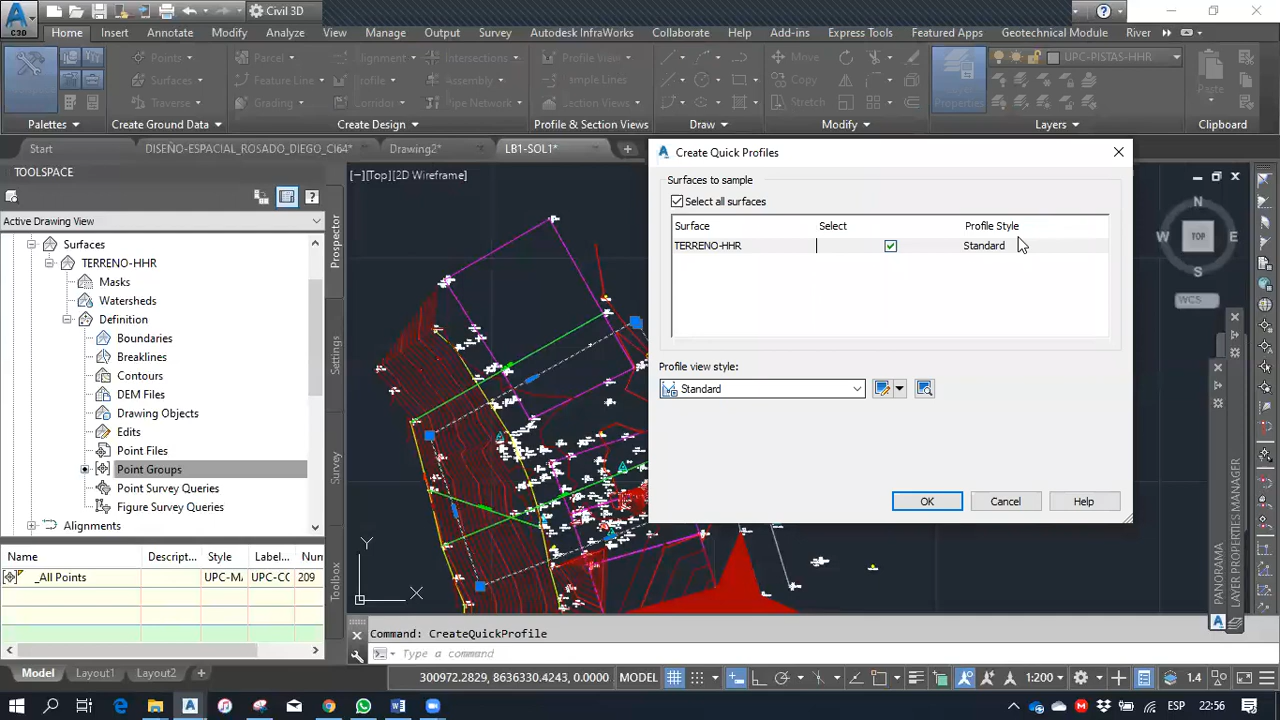 C3D
Civil 3D
Home Insert Annotate Modify Analyze View Manage Output Survey Autodesk InfraWorks Collaborate Help Add-ins Express Tools Featured Apps Geotechnical Module River
Points Parcel Alignment Intersections Profile View Move UPC-PISTAS-HHR
Surfaces Feature Line Profile Assembly Sample Lines Copy
Traverse Grading Corridor Pipe Network Section Views Stretch Layer Properties Paste
Palettes Create Ground Data Create Design Profile & Section Views Draw Modify Layers Clipboard
Start DISEÑO-ESPACIAL_ROSADO_DIEGO_CI64* Drawing2* LB1-SOL1*
TOOLSPACE
[−][Top][2D Wireframe]
Active Drawing View
Surfaces
TERRENO-HHR
Masks
Watersheds
Definition
Boundaries
Breaklines
Contours
DEM Files
Drawing Objects
Edits
Point Files
Point Groups
Point Survey Queries
Figure Survey Queries
Alignments
Name Descript... Style Label... Num
_All Points UPC-MA UPC-CC 209
Prospector
Settings
Survey
Toolbox
Create Quick Profiles
Surfaces to sample
Select all surfaces
Surface Select Profile Style
TERRENO-HHR Standard
Profile view style:
Standard
OK Cancel Help
N
W TOP E
S
WCS
PANORAMA
LAYER PROPERTIES MANAGER
Y
X
Command: CreateQuickProfile
Type a command
Model Layout1 Layout2
300972.2829, 8636330.4243, 0.0000 MODEL 1:200 1.4
ESP 22:56